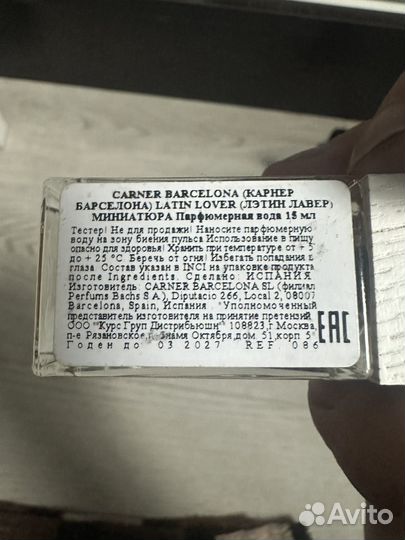 CARNER BARCELONA (КАРНЕР
БАРСЕЛОНА) LATIN LOVER (ЛЭТИН ЛАВЕР)
МИНИАТЮРА Парфюмерная вода 15 мл
Тестер| Не для продажи| Наносите парфюмерную
воду на зону биения пульса Использование в пищу
опасно для здоровья| Хранить при температуре от + 5
до + 25 °C Беречь от огня| Избегать попадания в
глаза Состав указан в INCI на упаковке продукта
после Ingredients. Сделано: ИСПАНИЯ
Изготовитель: CARNER BARCELONA SL (филиал
Perfums Bachs S.A.), Diputacio 266, Local 2, 08007
Barcelona, Spain, Испания "Уполномоченный
представитель изготовителя на принятие претензий
ООО "Курс Груп Дистрибьюшн" 108823,г Москва,
п-е Рязановское, Знамя Октября,дом 51,корп 5"
Годен до 03 2027 REF 086
EAC
Avito